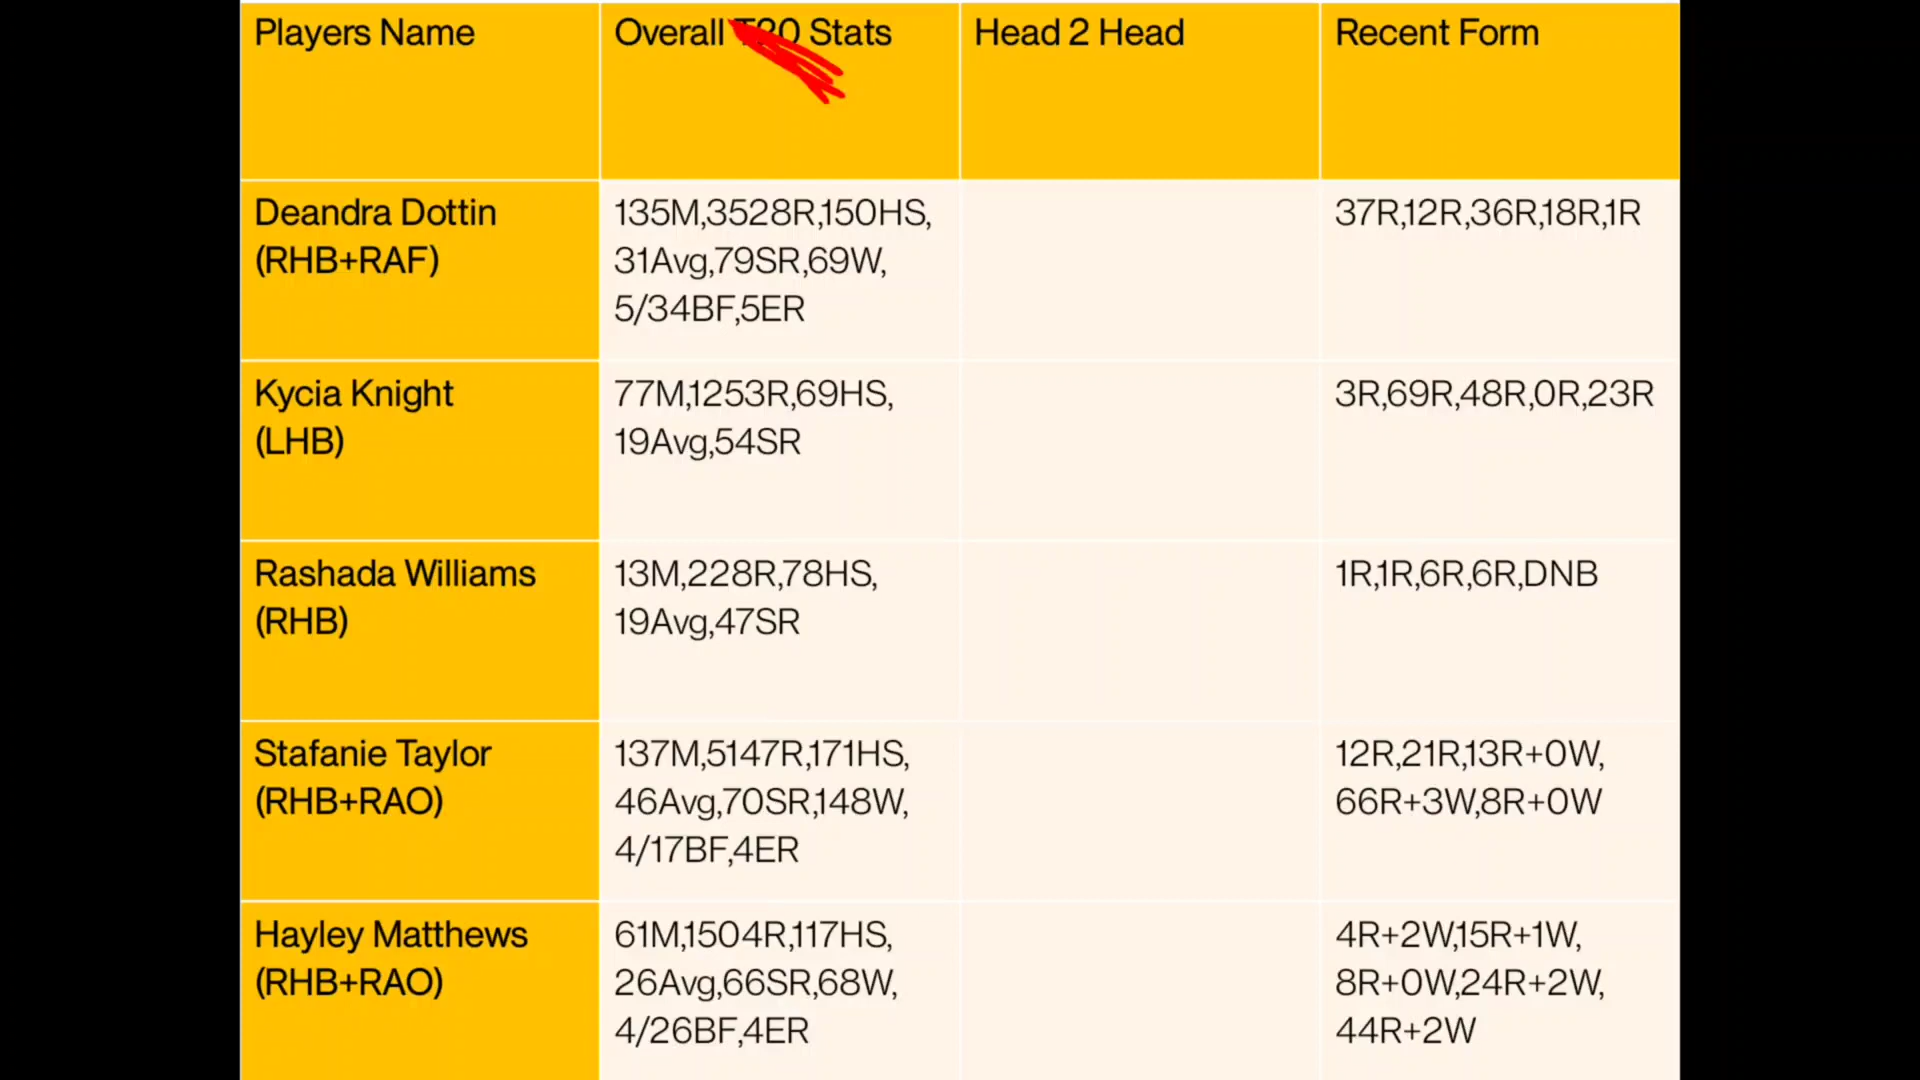 Players Name
Overall T20 Stats
Head 2 Head
Recent Form
Deandra Dottin
(RHB+RAF)
135M,3528R,150HS,
31Avg,79SR,69W,
5/34BF,5ER
37R,12R,36R,18R,1R
Kycia Knight
(LHB)
77M,1253R,69HS,
19Avg,54SR
3R,69R,48R,0R,23R
Rashada Williams
(RHB)
13M,228R,78HS,
19Avg,47SR
1R,1R,6R,6R,DNB
Stafanie Taylor
(RHB+RAO)
137M,5147R,171HS,
46Avg,70SR,148W,
4/17BF,4ER
12R,21R,13R+0W,
66R+3W,8R+0W
Hayley Matthews
(RHB+RAO)
61M,1504R,117HS,
26Avg,66SR,68W,
4/26BF,4ER
4R+2W,15R+1W,
8R+0W,24R+2W,
44R+2W